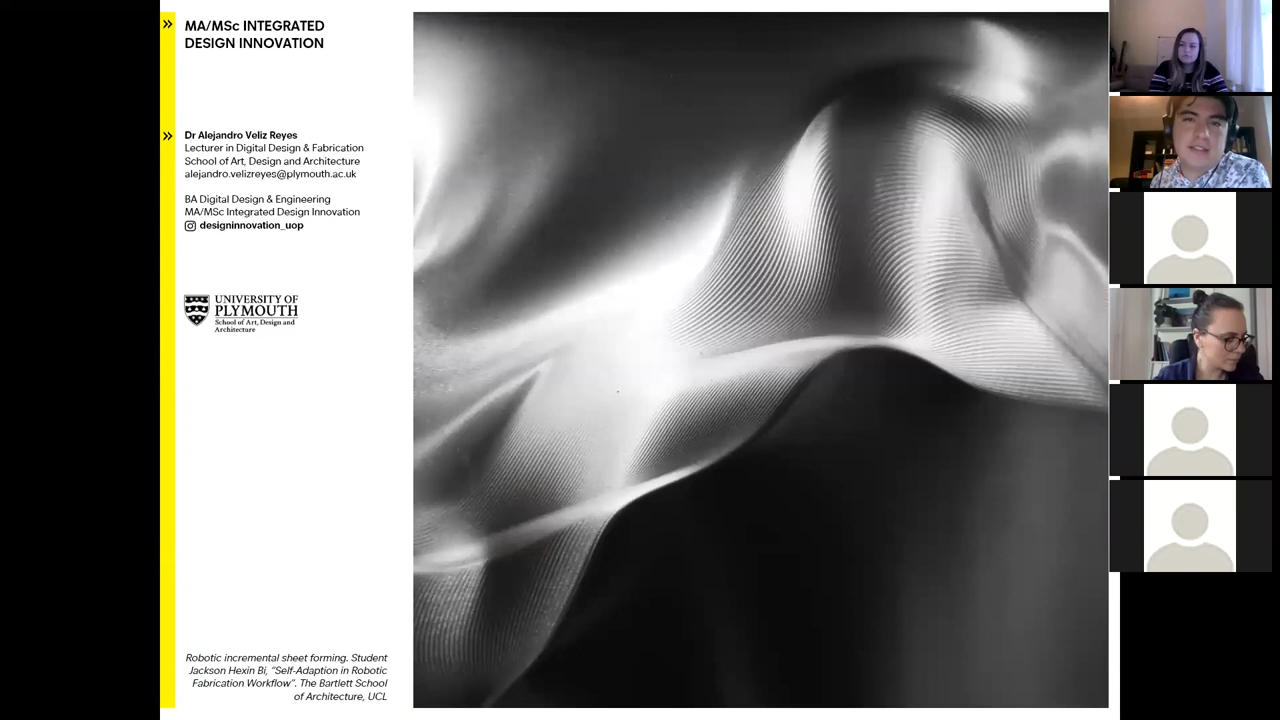 MA/MSc INTEGRATED
DESIGN INNOVATION
Dr Alejandro Veliz Reyes
Lecturer in Digital Design & Fabrication
School of Art, Design and Architecture
alejandro.velizreyes@plymouth.ac.uk
BA Digital Design & Engineering
MA/MSc Integrated Design Innovation
designinnovation_uop
UNIVERSITY OF
PLYMOUTH
School of Art, Design and
Architecture
Robotic incremental sheet forming. Student
Jackson Hexin Bi, “Self-Adaption in Robotic
Fabrication Workflow”. The Bartlett School
of Architecture, UCL